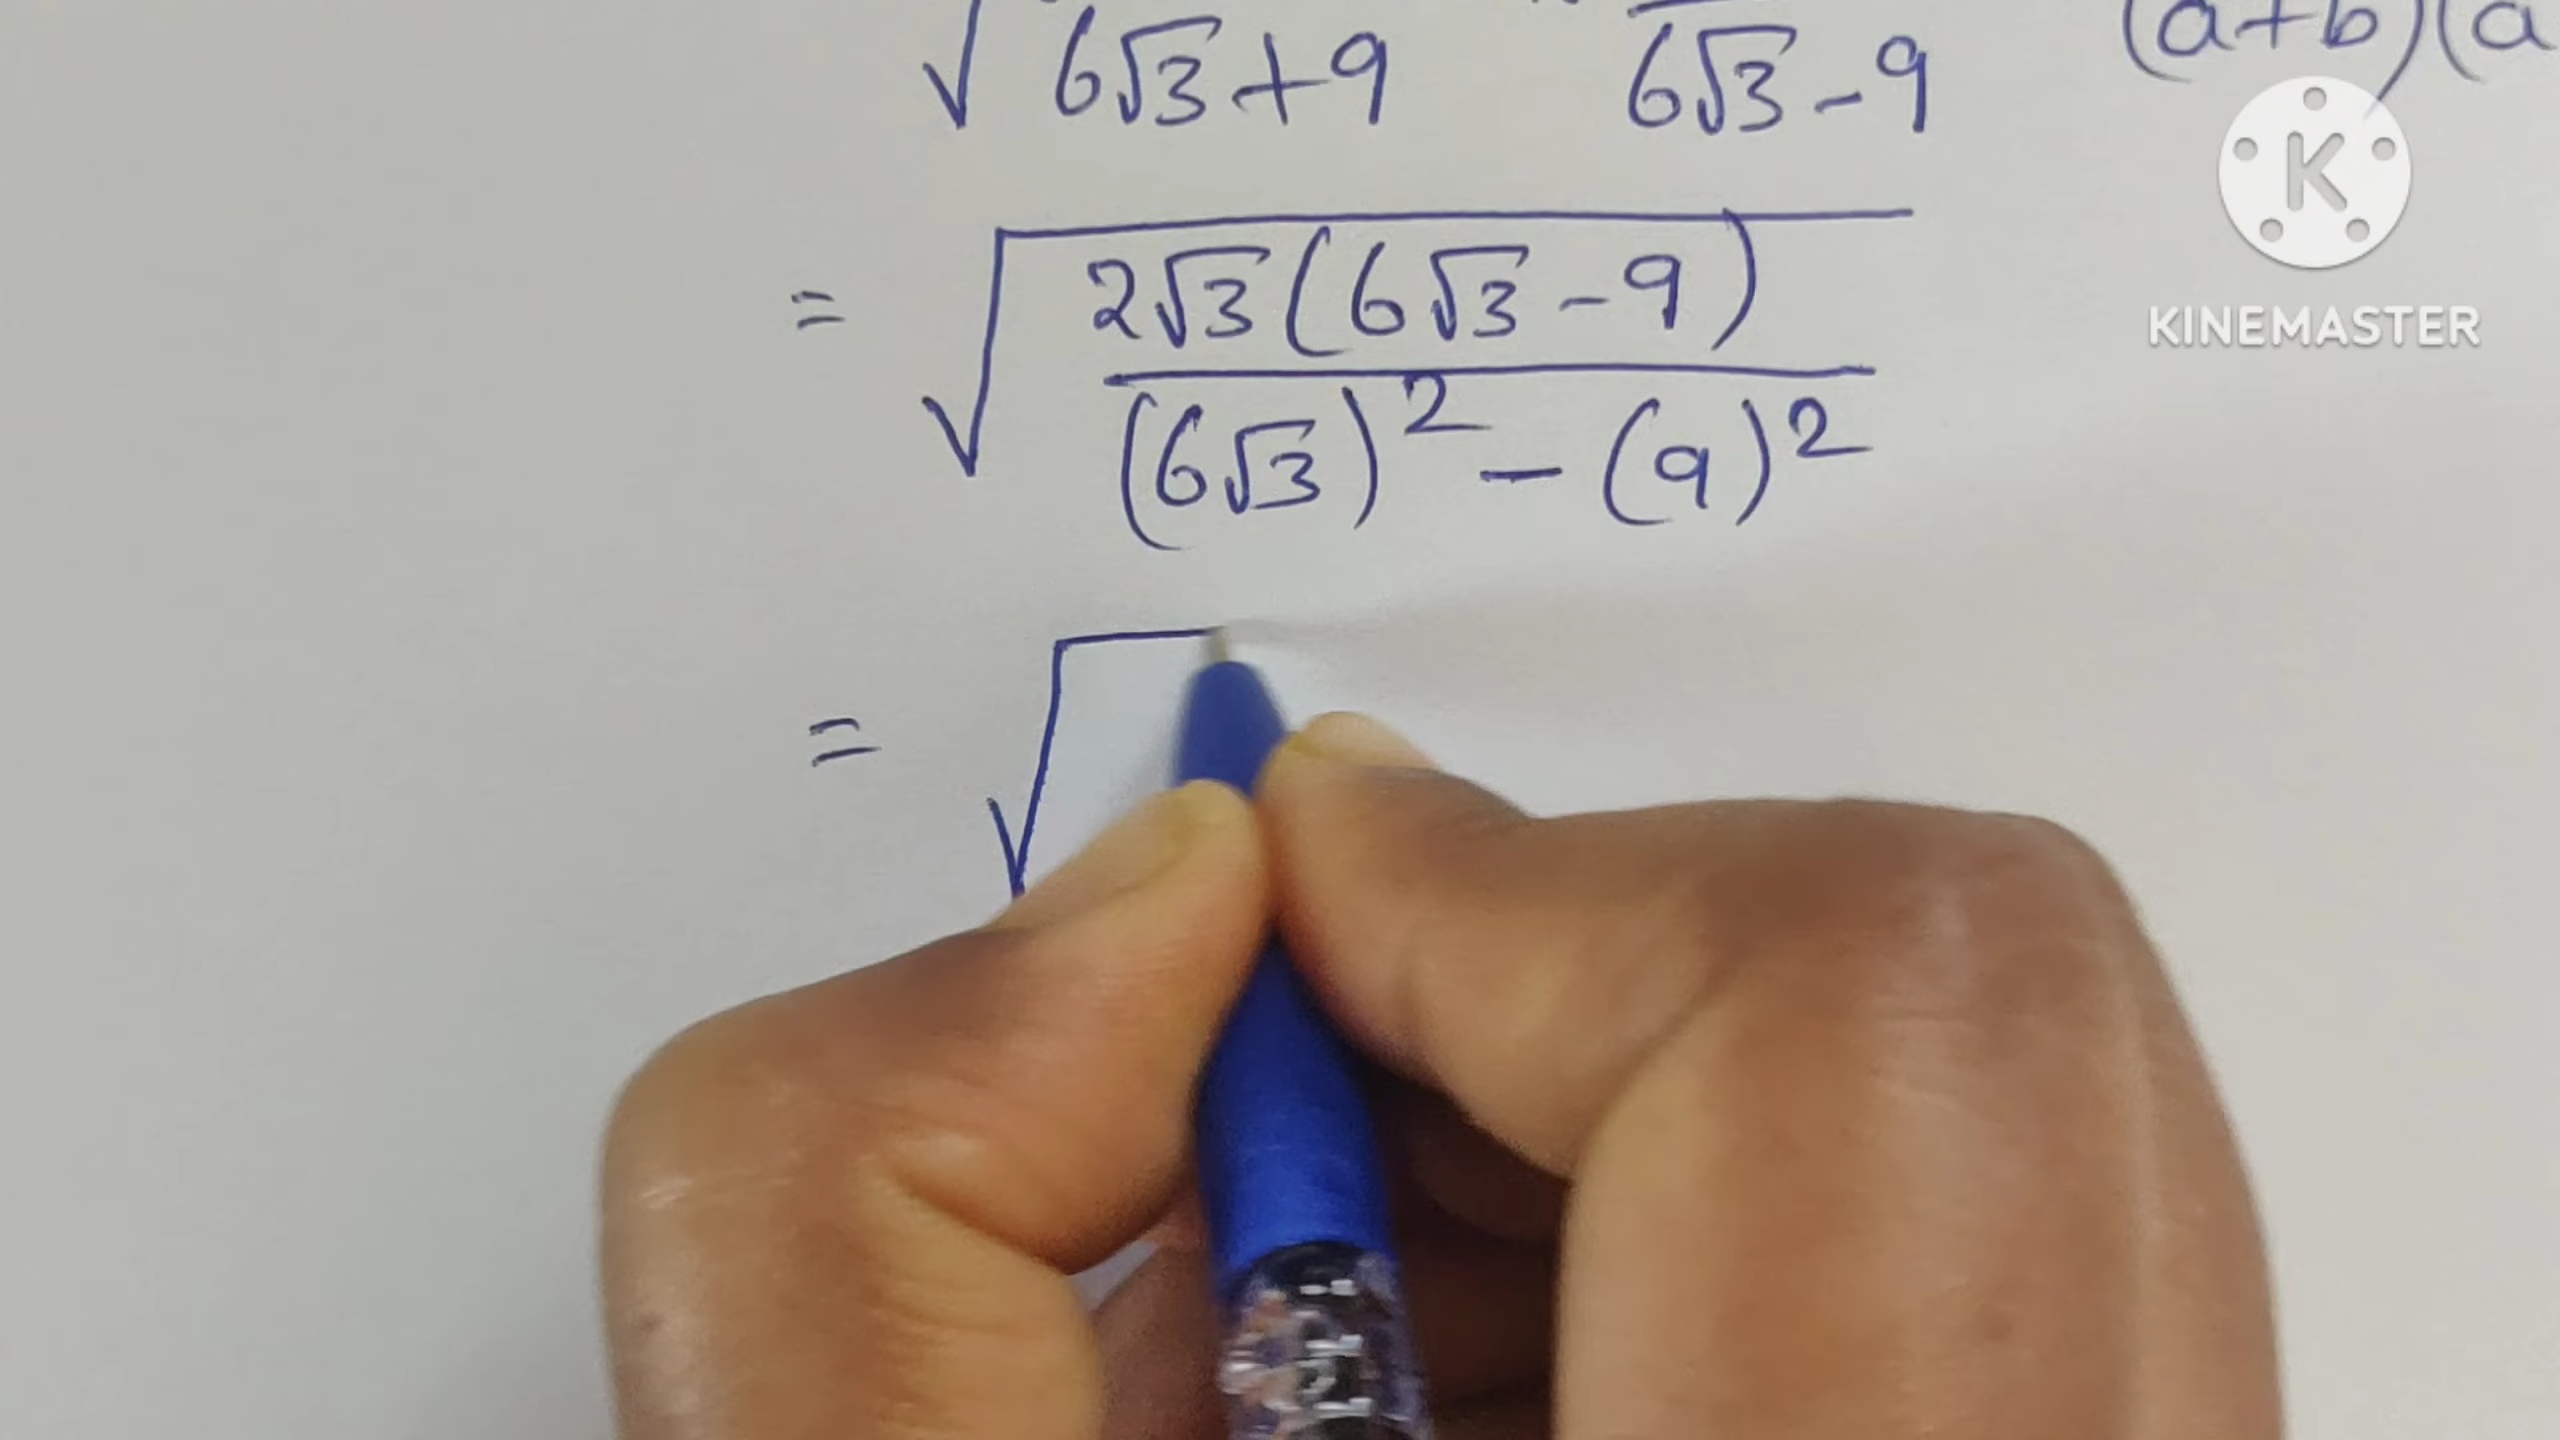 √6√3+9 6√3-9 (a+b)(a
K
KINEMASTER
= √(2√3(6√3-9)
(6√3)² - (9)²
= √